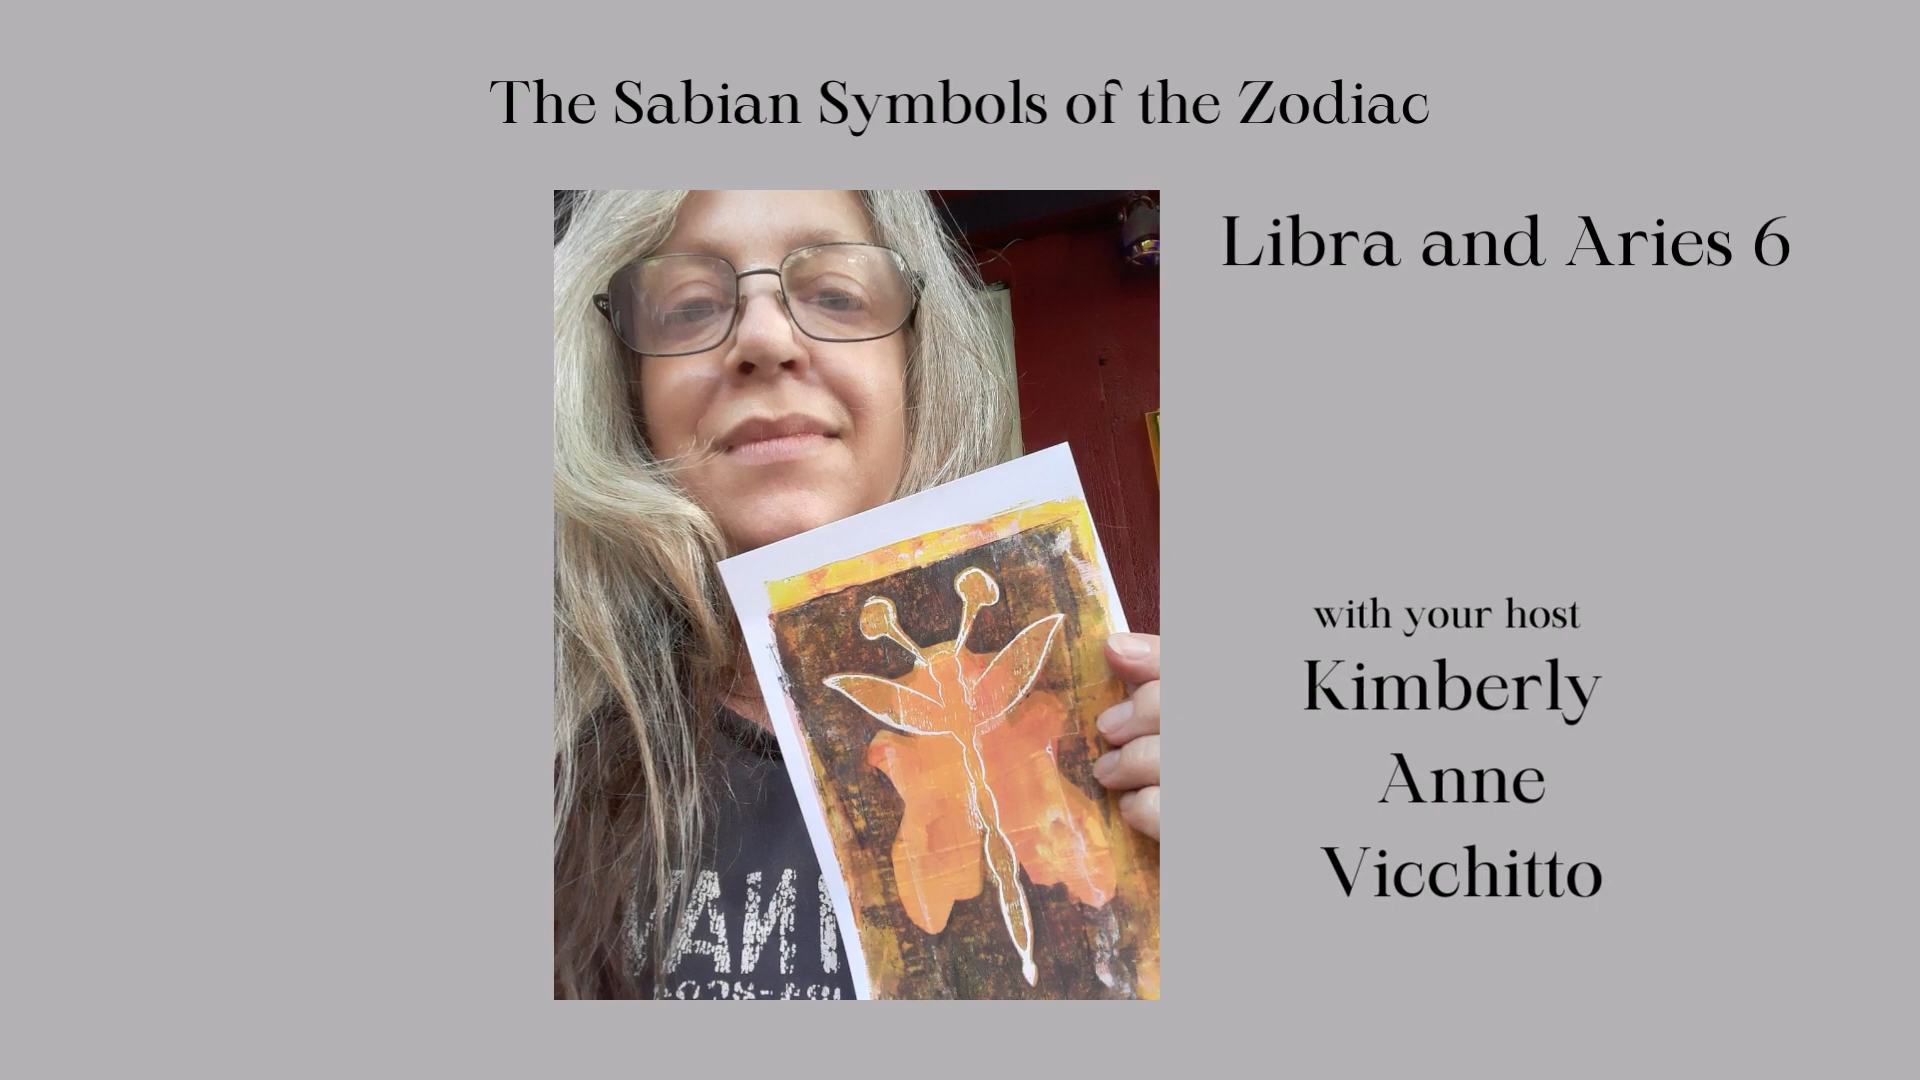 The Sabian Symbols of the Zodiac
Libra and Aries 6
with your host
Kimberly
Anne
Vicchitto